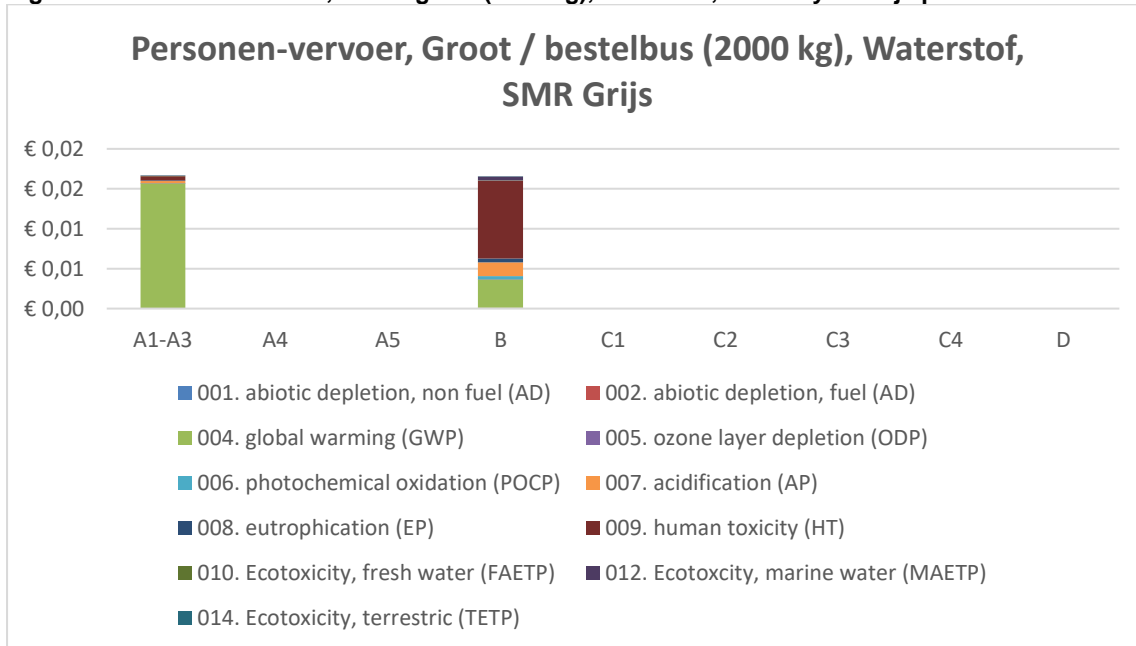 Personen-vervoer, Groot / bestelbus (2000 kg), Waterstof,
SMR Grijs
€ 0,02
€ 0,02
€ 0,01
€ 0,01
€ 0,00
A1-A3 A4 A5 B C1 C2 C3 C4 D
001. abiotic depletion, non fuel (AD) 002. abiotic depletion, fuel (AD)
004. global warming (GWP) 005. ozone layer depletion (ODP)
006. photochemical oxidation (POCP) 007. acidification (AP)
008. eutrophication (EP) 009. human toxicity (HT)
010. Ecotoxicity, fresh water (FAETP) 012. Ecotoxcity, marine water (MAETP)
014. Ecotoxicity, terrestric (TETP)